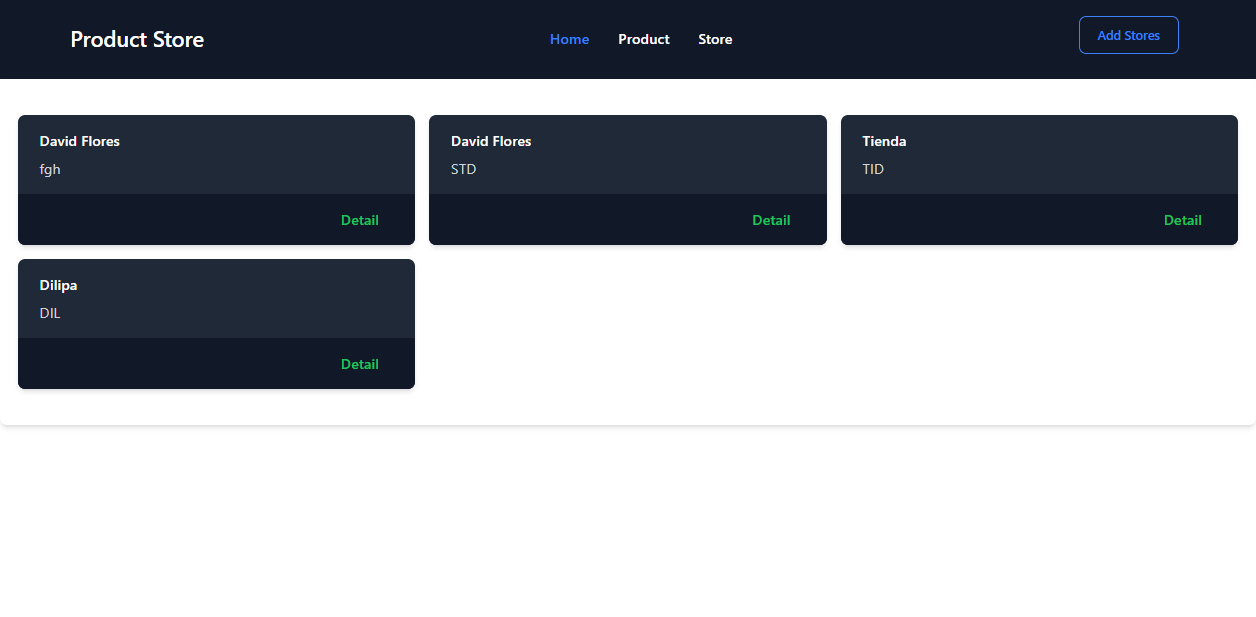 Product Store
Home Product Store
Add Stores
David Flores
fgh
Detail
David Flores
STD
Detail
Tienda
TID
Detail
Dilipa
DIL
Detail